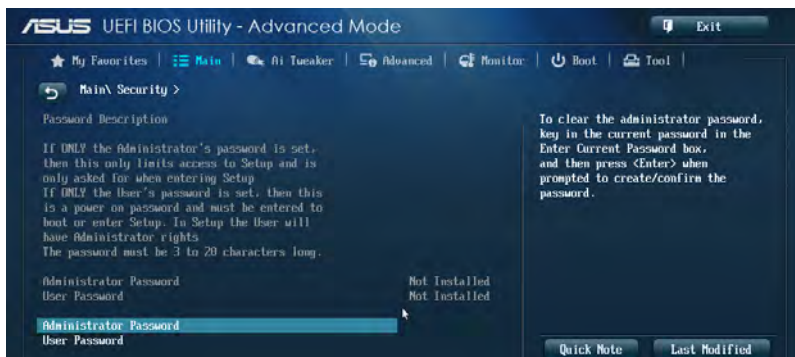 ASUS UEFI BIOS Utility - Advanced Mode
Exit
My Favorites | Main | Ai Tweaker | Advanced | Monitor | Boot | Tool |
Main\ Security >
Password Description
If ONLY the Administrator's password is set,
then this only limits access to Setup and is
only asked for when entering Setup
If ONLY the User's password is set, then this
is a power on password and must be entered to
boot or enter Setup. In Setup the User will
have Administrator rights
The password must be 3 to 20 characters long.
Administrator Password Not Installed
User Password Not Installed
Administrator Password
User Password
To clear the administrator password,
key in the current password in the
Enter Current Password box,
and then press <Enter> when
prompted to create/confirm the
password.
Quick Note Last Modified